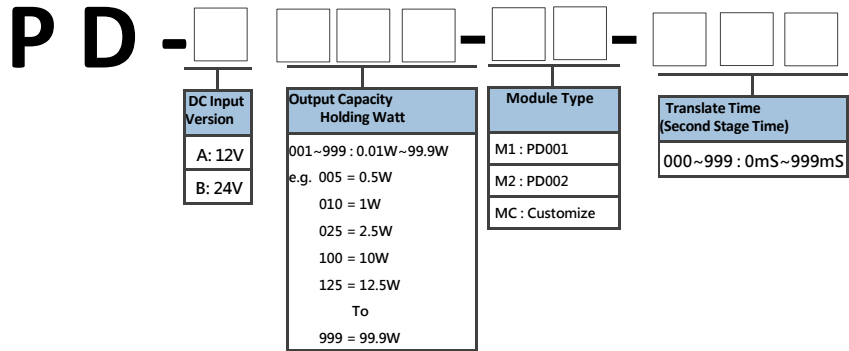 PD-
-
-
DC Input
Version
A: 12V
B: 24V
Output Capacity
Holding Watt
001~999 : 0.01W~99.9W
e.g. 005 = 0.5W
010 = 1W
025 = 2.5W
100 = 10W
125 = 12.5W
To
999 = 99.9W
Module Type
M1 : PD001
M2 : PD002
MC : Customize
Translate Time
(Second Stage Time)
000~999 : 0mS~999mS